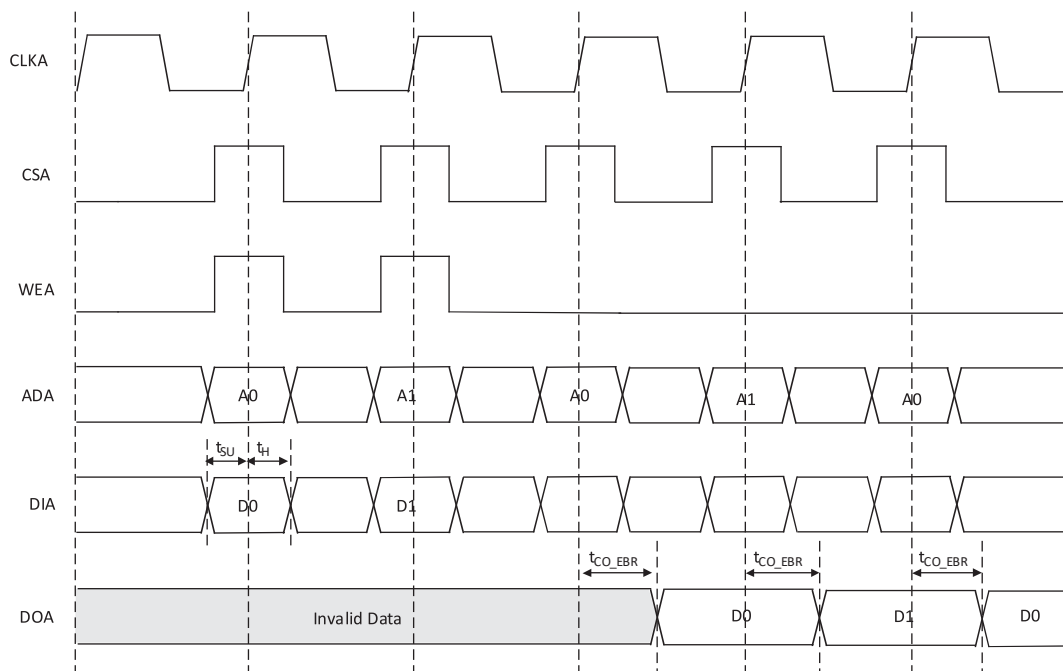 CLKA
CSA
WEA
ADA A0 A1 A0 A1 A0
tSU tH
DIA D0 D1
tCO_EBR tCO_EBR tCO_EBR
DOA Invalid Data D0 D1 D0